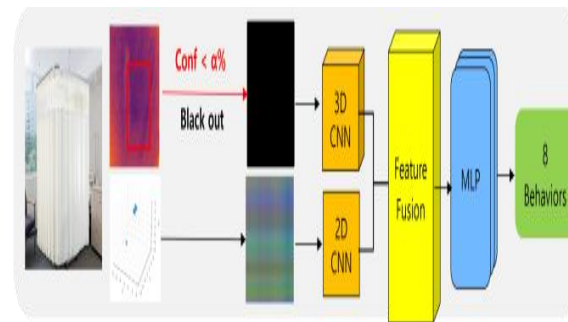 Conf < α%
Black out
3D
CNN
2D
CNN
Feature
Fusion
MLP
8
Behaviors